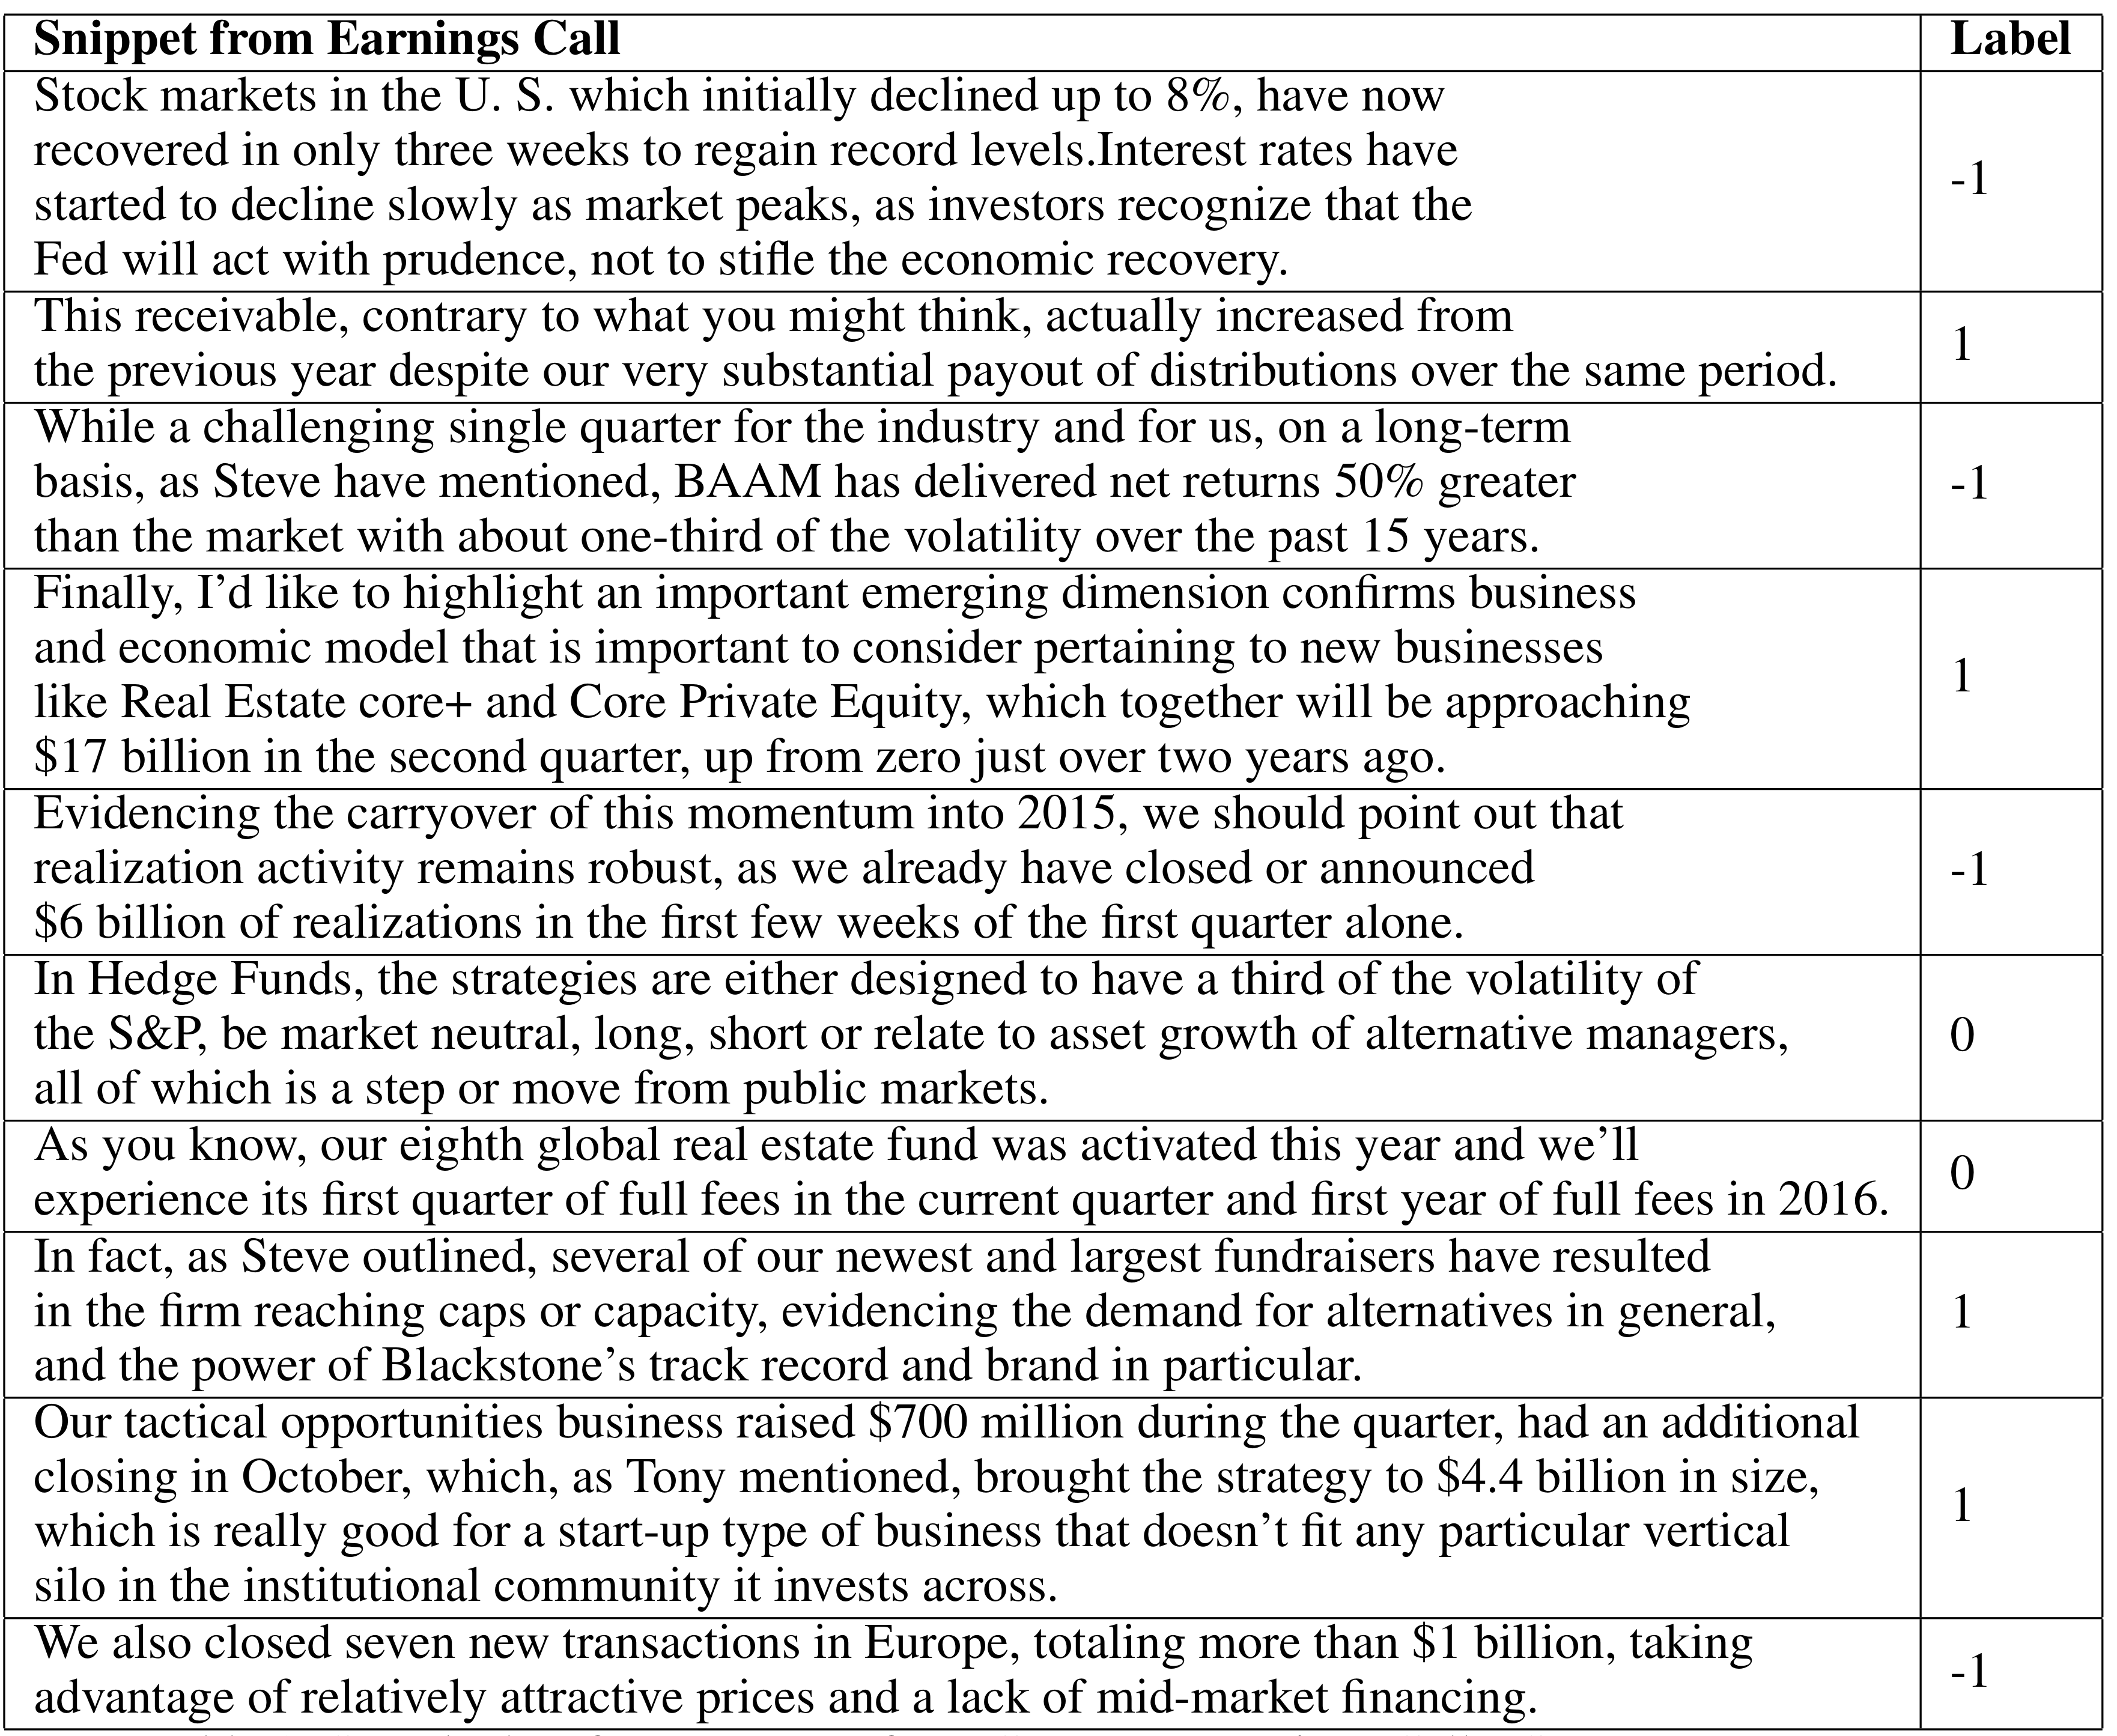 Snippet from Earnings Call Label
Stock markets in the U. S. which initially declined up to 8%, have now
recovered in only three weeks to regain record levels.Interest rates have
started to decline slowly as market peaks, as investors recognize that the
Fed will act with prudence, not to stifle the economic recovery.
-1
This receivable, contrary to what you might think, actually increased from
the previous year despite our very substantial payout of distributions over the same period.
1
While a challenging single quarter for the industry and for us, on a long-term
basis, as Steve have mentioned, BAAM has delivered net returns 50% greater
than the market with about one-third of the volatility over the past 15 years.
-1
Finally, I'd like to highlight an important emerging dimension confirms business
and economic model that is important to consider pertaining to new businesses
like Real Estate core+ and Core Private Equity, which together will be approaching
$17 billion in the second quarter, up from zero just over two years ago.
1
Evidencing the carryover of this momentum into 2015, we should point out that
realization activity remains robust, as we already have closed or announced
$6 billion of realizations in the first few weeks of the first quarter alone.
-1
In Hedge Funds, the strategies are either designed to have a third of the volatility of
the S&P, be market neutral, long, short or relate to asset growth of alternative managers,
all of which is a step or move from public markets.
0
As you know, our eighth global real estate fund was activated this year and we'll
experience its first quarter of full fees in the current quarter and first year of full fees in 2016.
0
In fact, as Steve outlined, several of our newest and largest fundraisers have resulted
in the firm reaching caps or capacity, evidencing the demand for alternatives in general,
and the power of Blackstone's track record and brand in particular.
1
Our tactical opportunities business raised $700 million during the quarter, had an additional
closing in October, which, as Tony mentioned, brought the strategy to $4.4 billion in size,
which is really good for a start-up type of business that doesn't fit any particular vertical
silo in the institutional community it invests across.
1
We also closed seven new transactions in Europe, totaling more than $1 billion, taking
advantage of relatively attractive prices and a lack of mid-market financing.
-1